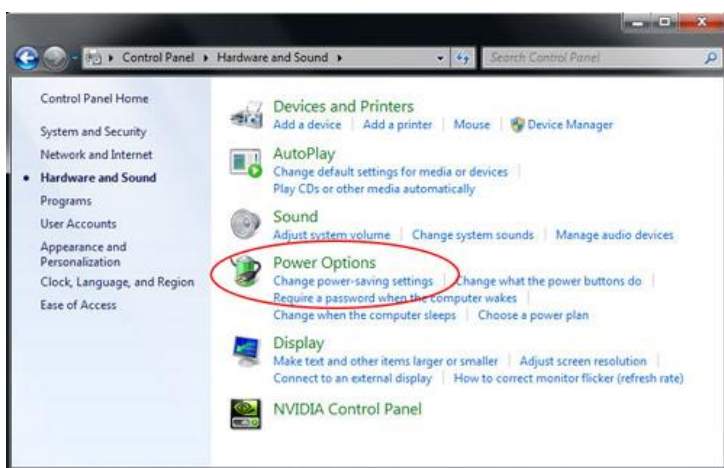 Control Panel Hardware and Sound Search Control Panel
Control Panel Home
System and Security
Network and Internet
Hardware and Sound
Programs
User Accounts
Appearance and
Personalization
Clock, Language, and Region
Ease of Access
Devices and Printers
Add a device Add a printer Mouse Device Manager
AutoPlay
Change default settings for media or devices
Play CDs or other media automatically
Sound
Adjust system volume Change system sounds Manage audio devices
Power Options
Change power-saving settings Change what the power buttons do
Require a password when the computer wakes
Change when the computer sleeps Choose a power plan
Display
Make text and other items larger or smaller Adjust screen resolution
Connect to an external display How to correct monitor flicker (refresh rate)
NVIDIA Control Panel